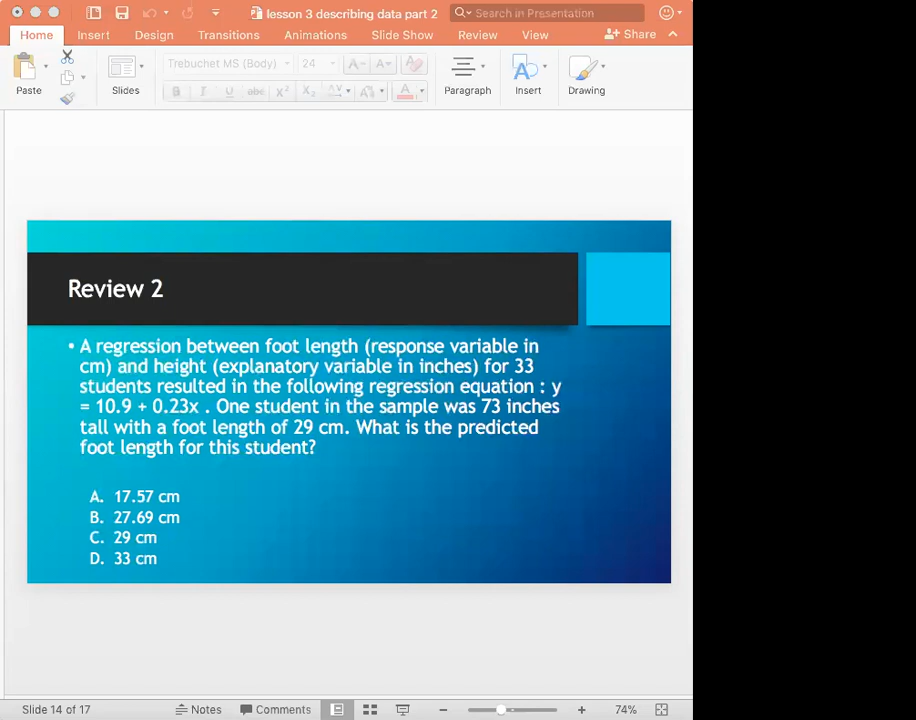 lesson 3 describing data part 2
Search in Presentation
Home Insert Design Transitions Animations Slide Show Review View Share
Trebuchet MS (Body) 24
Paste Slides Paragraph Insert Drawing
Review 2
• A regression between foot length (response variable in
cm) and height (explanatory variable in inches) for 33
students resulted in the following regression equation : y
= 10.9 + 0.23x . One student in the sample was 73 inches
tall with a foot length of 29 cm. What is the predicted
foot length for this student?
A. 17.57 cm
B. 27.69 cm
C. 29 cm
D. 33 cm
Slide 14 of 17 Notes Comments 74%